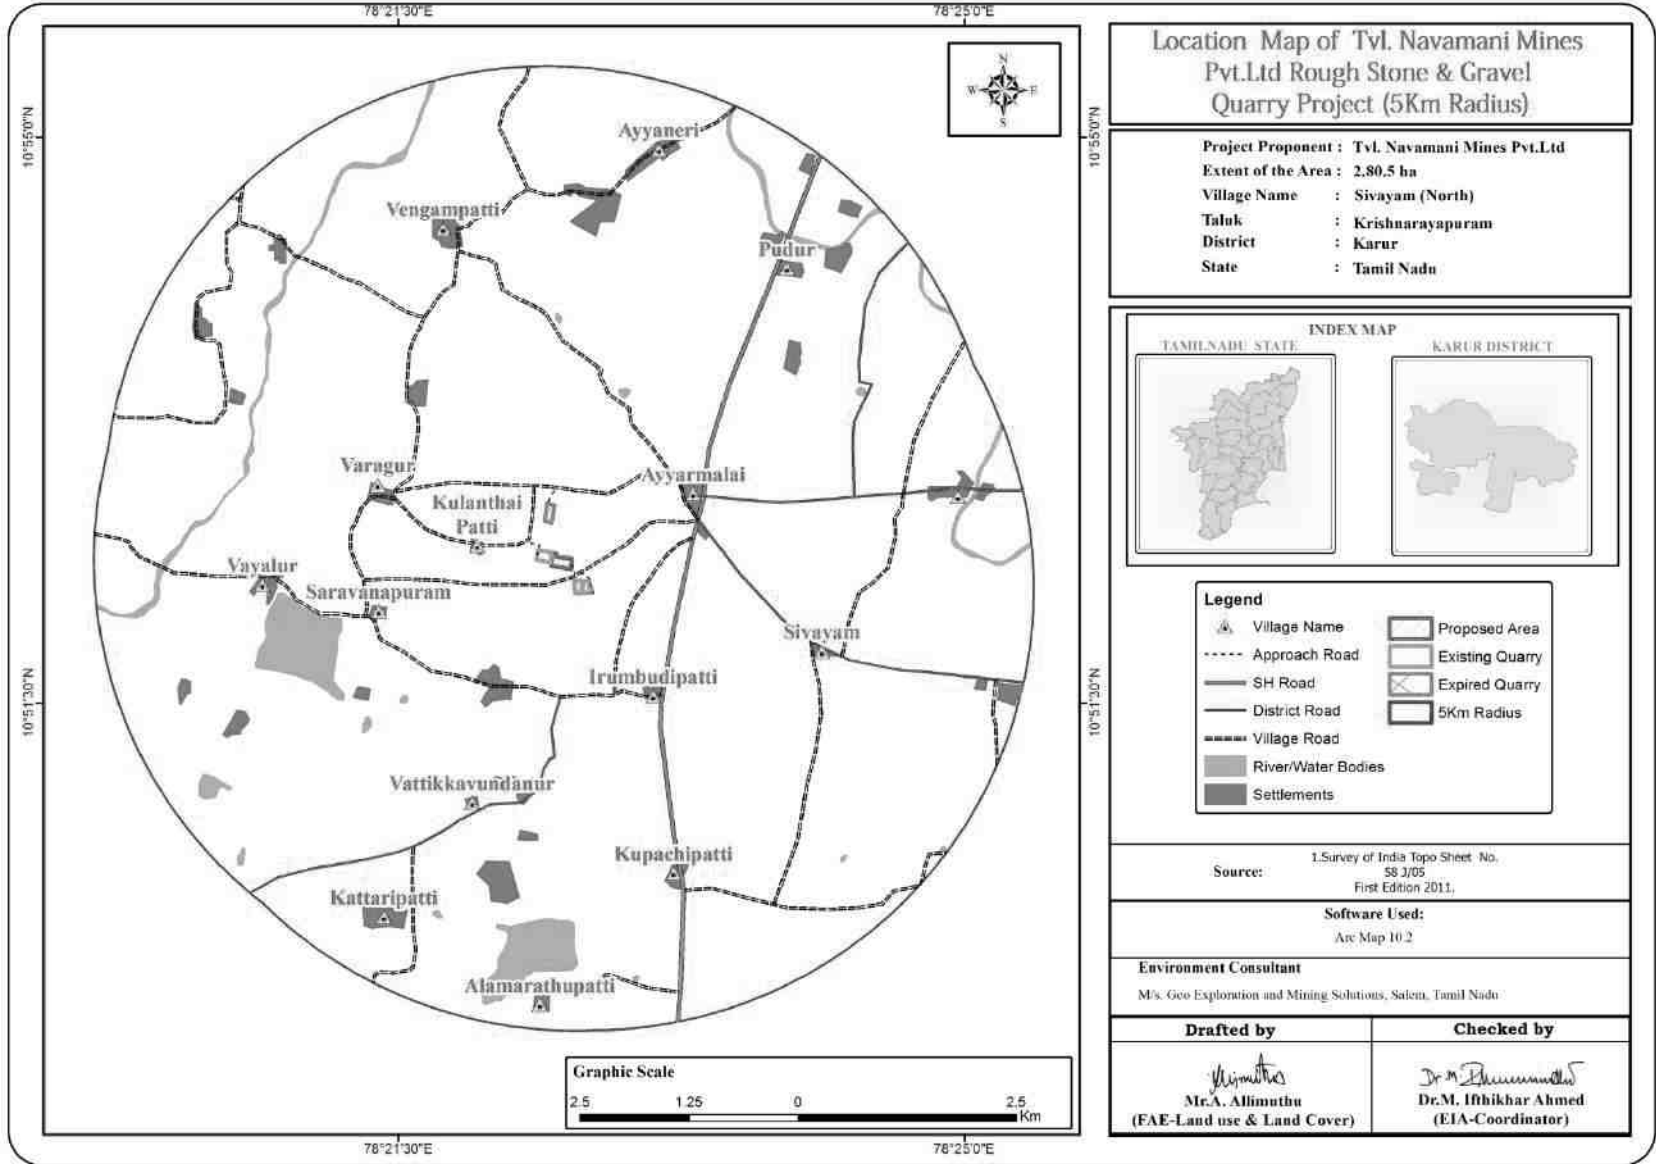 78°21'30"E
78°25'0"E
10°55'0"N
10°55'0"N
N
W E
S
Ayyaneri
Vengampatti
Pudur
Varagur
Ayyarmalai
Kulanthai
Patti
Vayalur
Saravanapuram
Sivayam
Irumbudipatti
10°51'30"N
10°51'30"N
Vattikkavundanur
Kupachipatti
Kattaripatti
Alamarathupatti
Graphic Scale
2.5 1.25 0 2.5
Km
78°21'30"E
78°25'0"E
Location Map of Tvl. Navamani Mines
Pvt.Ltd Rough Stone & Gravel
Quarry Project (5Km Radius)
Project Proponent : Tvl. Navamani Mines Pvt.Ltd
Extent of the Area : 2.80.5 ha
Village Name : Sivayam (North)
Taluk : Krishnarayapuram
District : Karur
State : Tamil Nadu
INDEX MAP
TAMILNADU STATE
KARUR DISTRICT
Legend
Village Name
Approach Road
SH Road
District Road
Village Road
River/Water Bodies
Settlements
Proposed Area
Existing Quarry
Expired Quarry
5Km Radius
Source:
1.Survey of India Topo Sheet No.
58 J/05
First Edition 2011.
Software Used:
Arc Map 10.2
Environment Consultant
M/s. Geo Exploration and Mining Solutions, Salem, Tamil Nadu
Drafted by
Checked by
Mr.A. Allimuthu
(FAE-Land use & Land Cover)
Dr. M.
Dr.M. Ifthikhar Ahmed
(EIA-Coordinator)